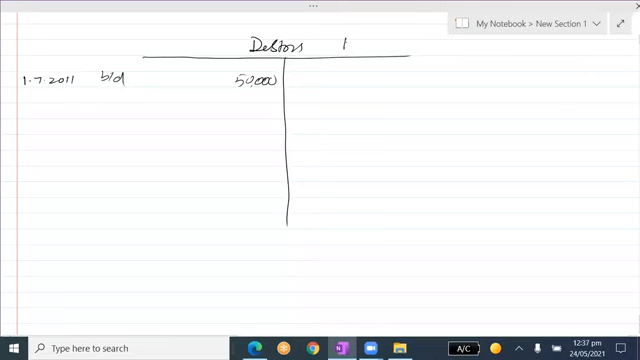 My Notebook > New Section 1
Debtors
1.7.2011 b/d 50,000
Type here to search
A/C
12:37 pm
24/05/2021